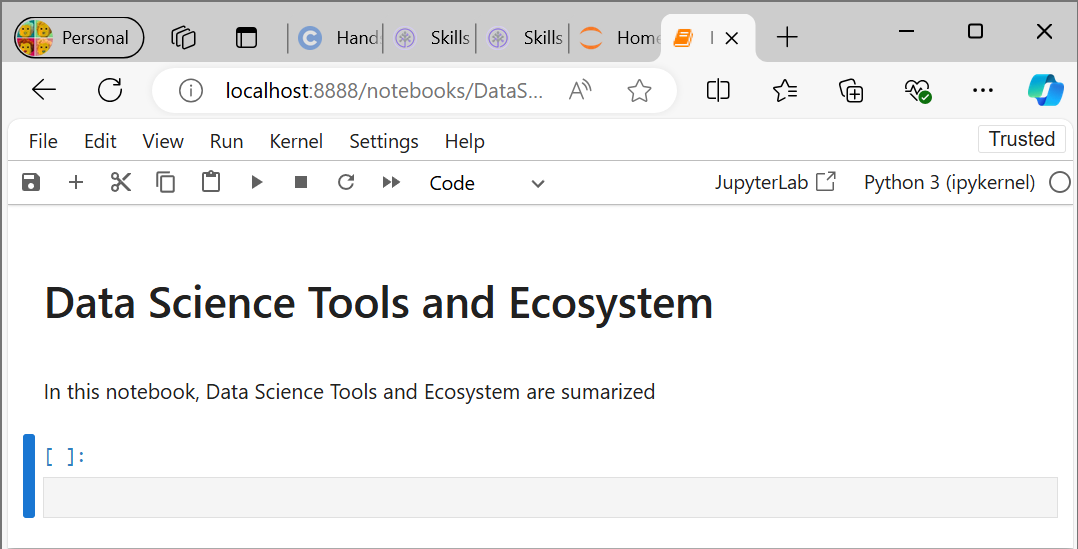 Personal
Hand
Skills
Skills
Home
localhost:8888/notebooks/DataS...
File Edit View Run Kernel Settings Help
Trusted
Code
JupyterLab
Python 3 (ipykernel)
Data Science Tools and Ecosystem
In this notebook, Data Science Tools and Ecosystem are sumarized
[ ]: